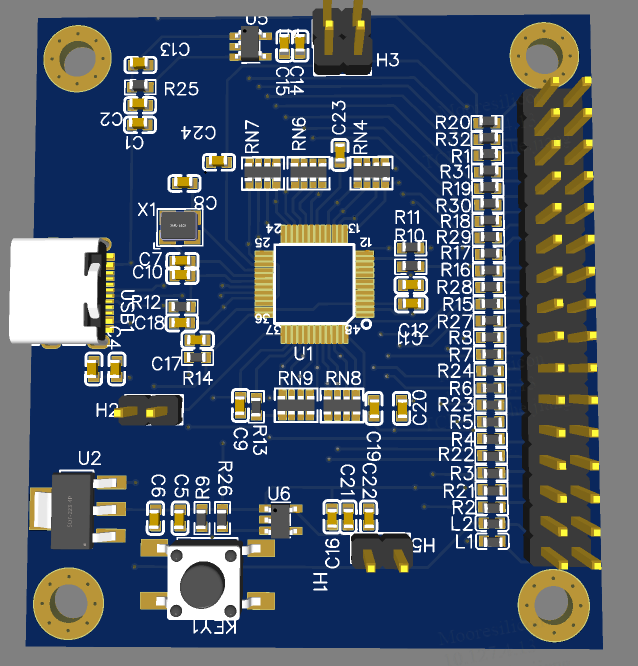 U5
C13
H3
R25
C15
C14
C2
C1
C24
RN7
RN6
C23
RN4
R20
R32
R1
R31
R19
R30
R18
R29
R17
R16
R28
R15
R27
R8
R7
R24
R6
R23
R5
R4
R22
R3
R21
R2
L2
L1
C8
X1
24
13
25
12
R11
R10
C7
C10
R12
USB1
C18
36
37
48
C12
C11
U1
C17
R14
H2
RN9
RN8
C9
R13
C19
C20
U2
C6
C5
R9
R26
U6
C21
C22
C16
H5
H1
KEY1